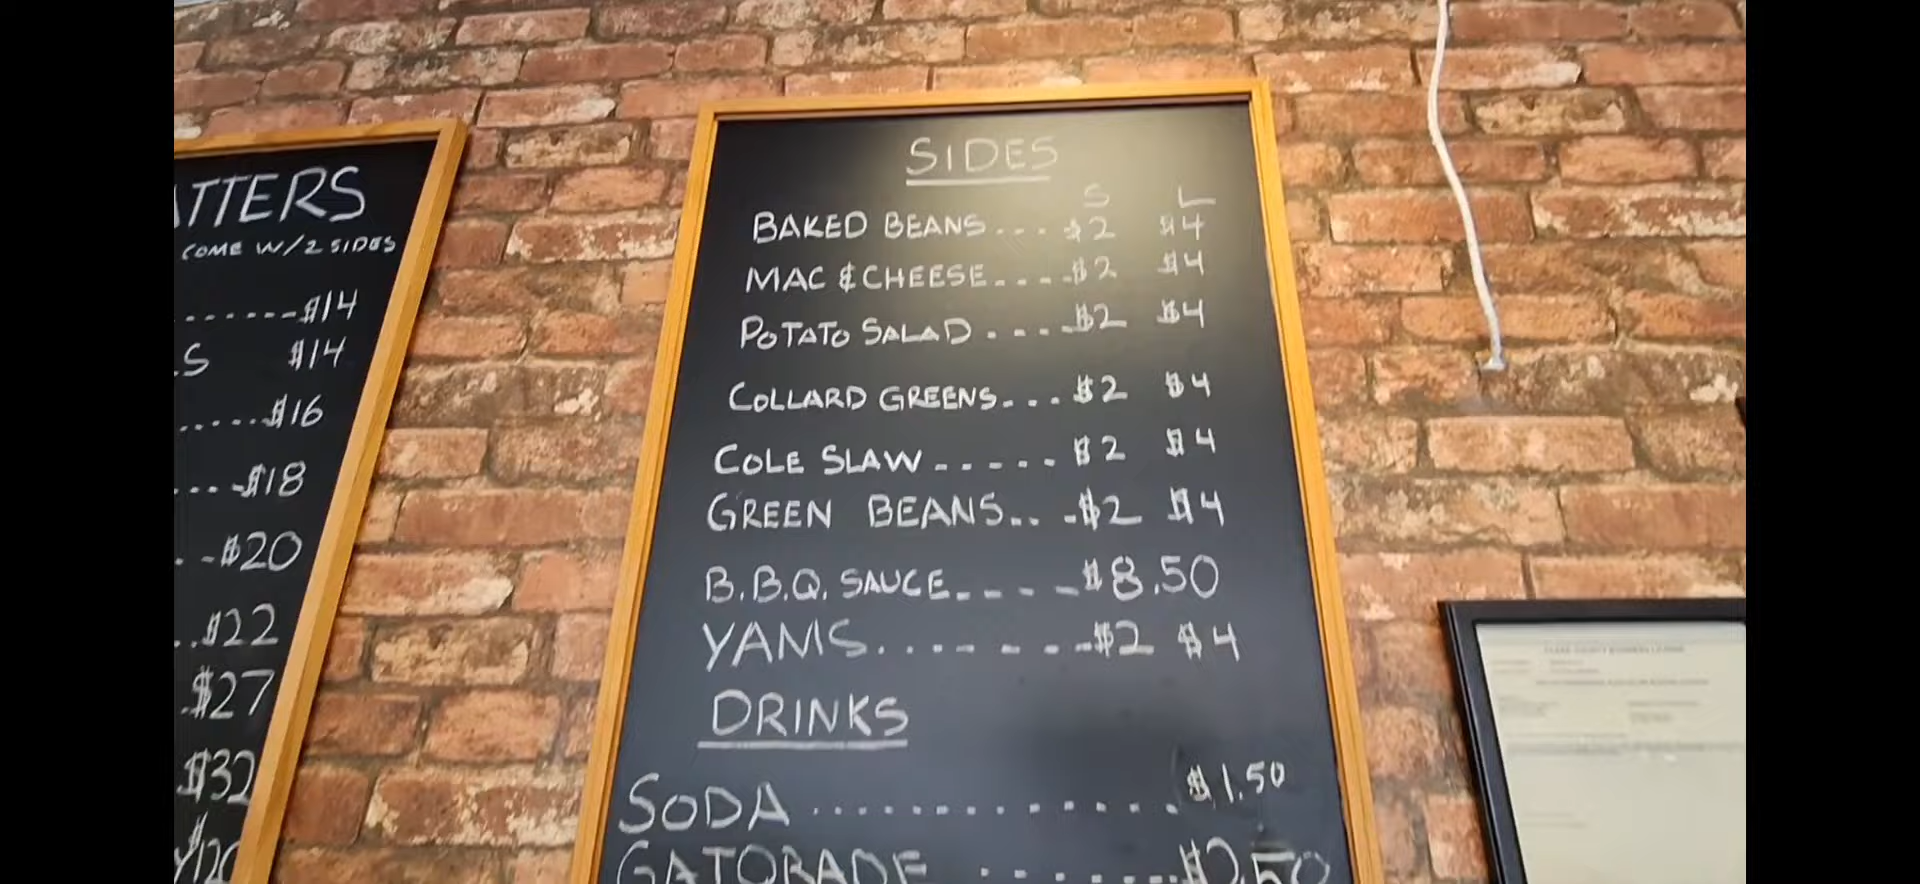 ATTERS
COME W/2 SIDES
------$14
S $14
.....$16
...-$18
.-$20
..$22
.$27
$32
SIDES
S L
BAKED BEANS...$2 $4
MAC & CHEESE....$2 $4
POTATO SALAD....$2 $4
COLLARD GREENS...$2 $4
COLE SLAW-----.$2 $4
GREEN BEANS...-$2 $4
B.B.Q. SAUCE----$8.50
YAMS....----$2 $4
DRINKS
SODA..............$1.50
GATORADE.......$2.50